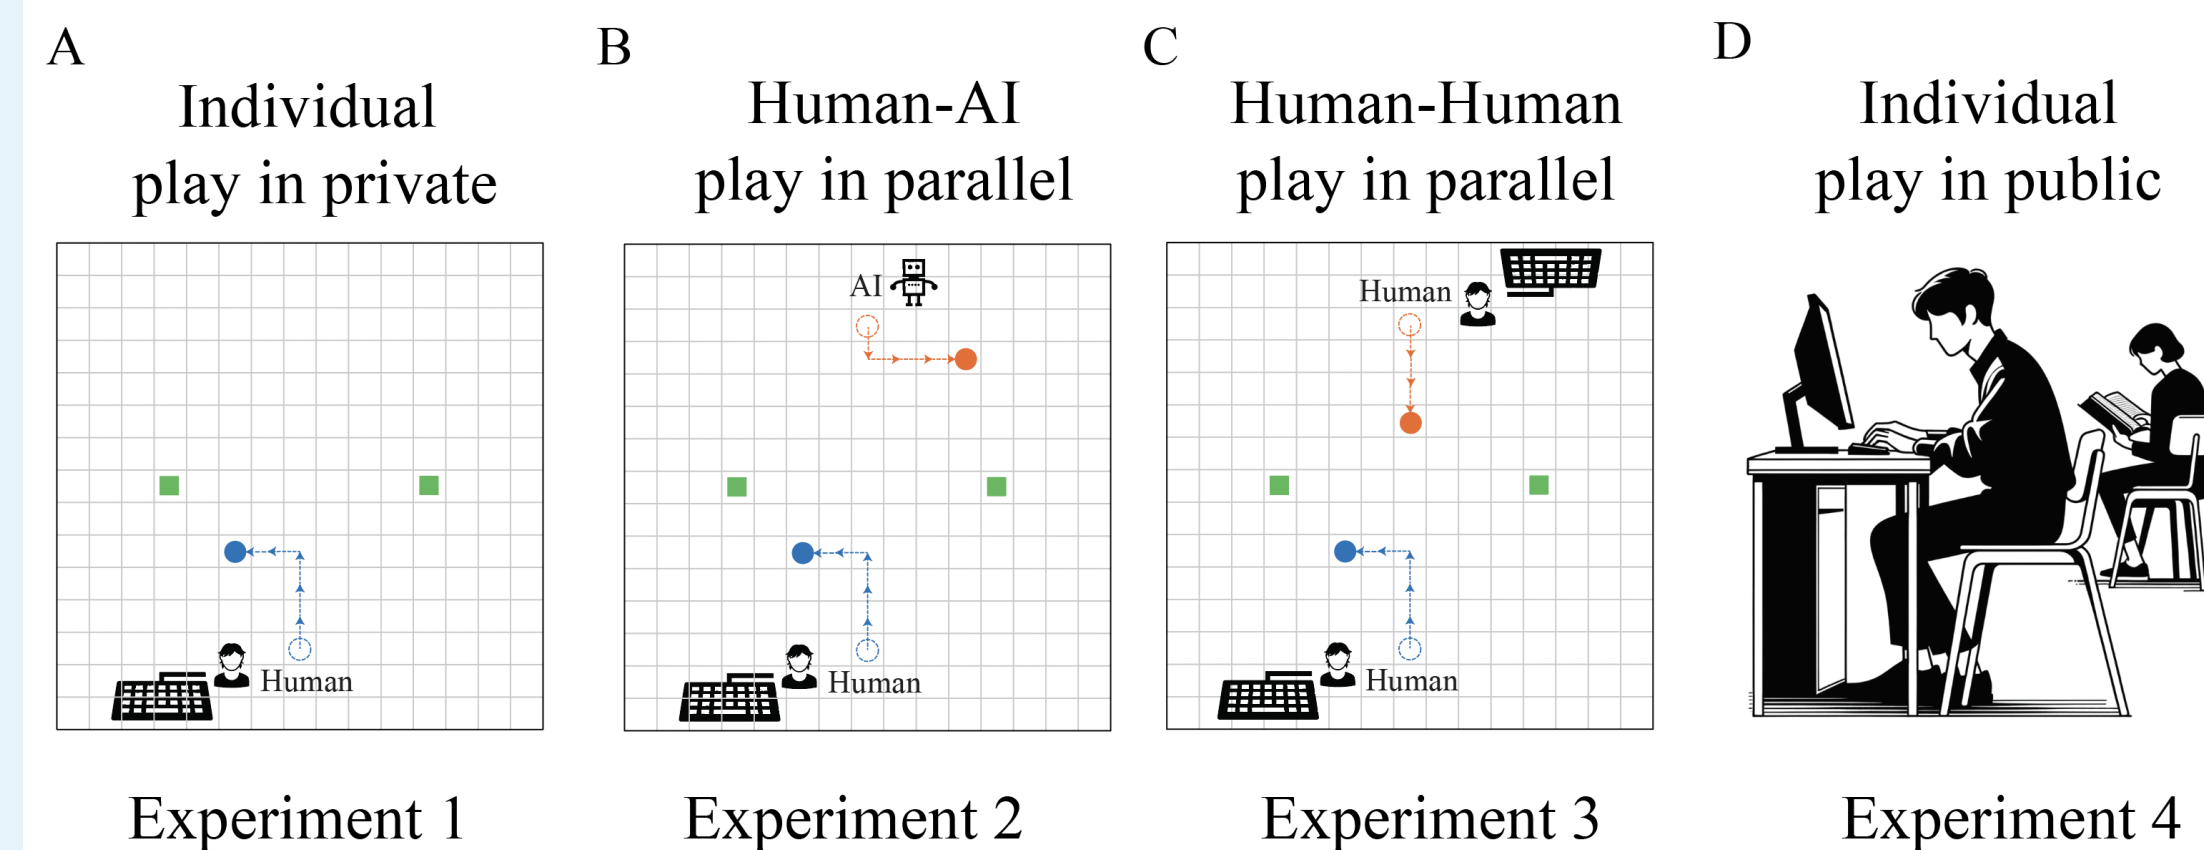 A
Individual
play in private
Human
Experiment 1
B
Human-AI
play in parallel
AI
Human
Experiment 2
C
Human-Human
play in parallel
Human
Human
Experiment 3
D
Individual
play in public
Experiment 4